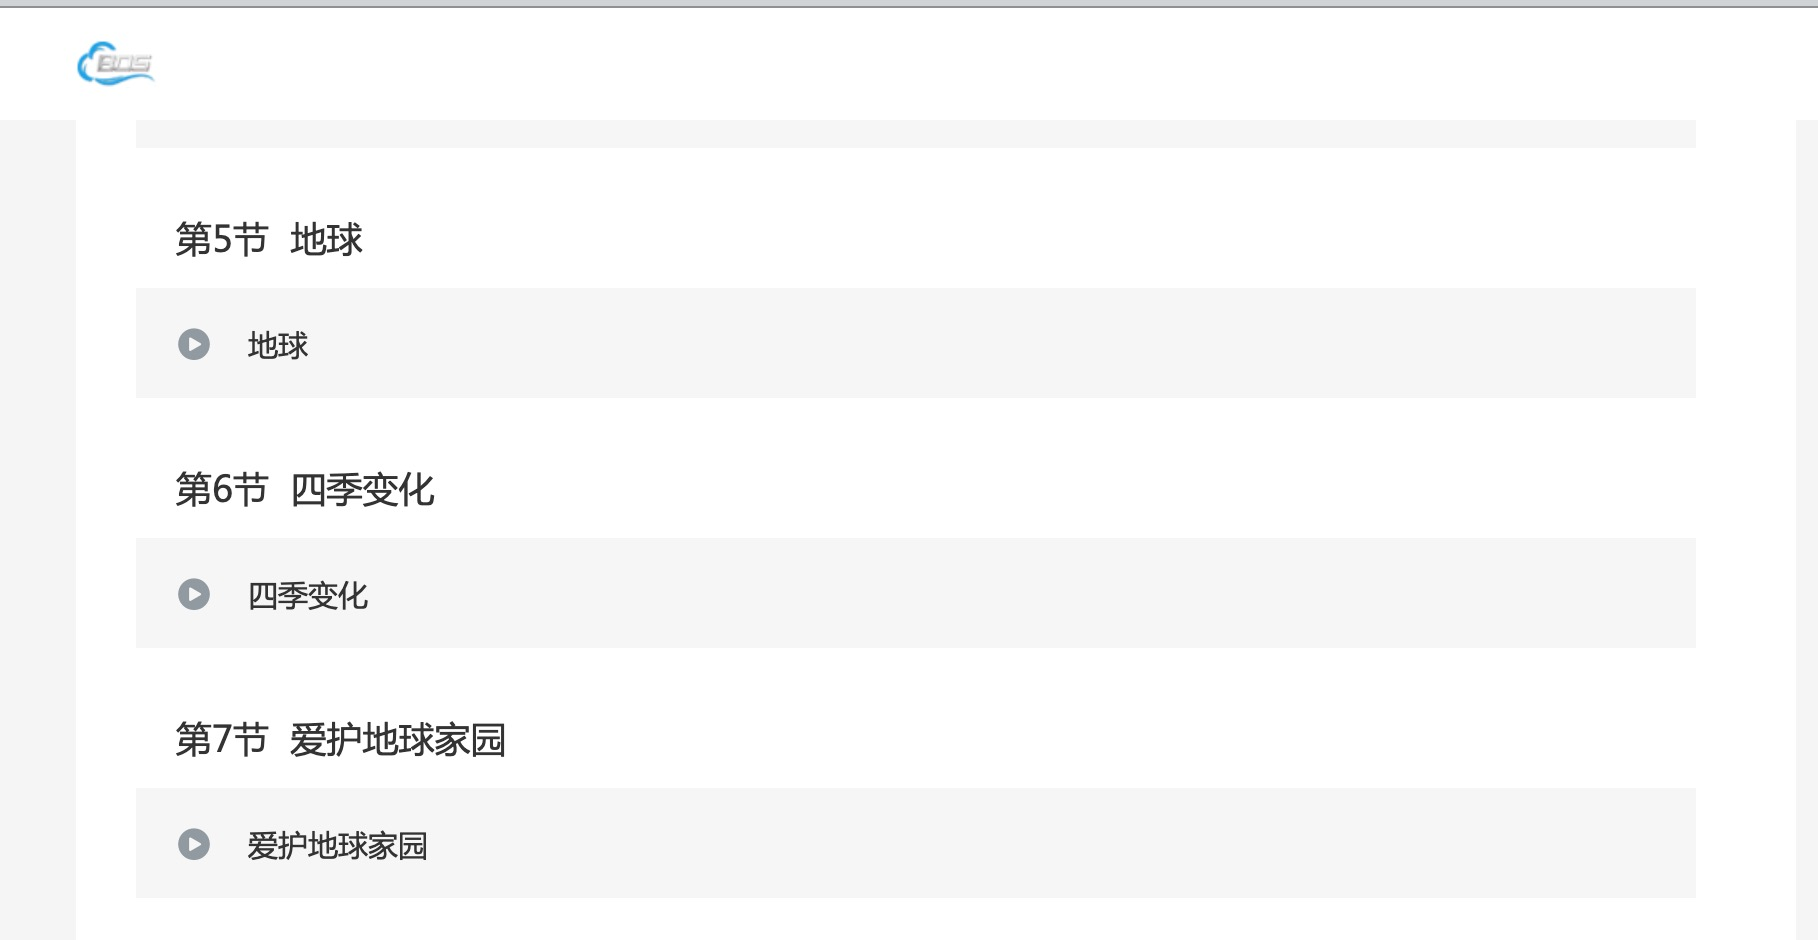 BOS
第5节 地球
地球
第6节 四季变化
四季变化
第7节 爱护地球家园
爱护地球家园